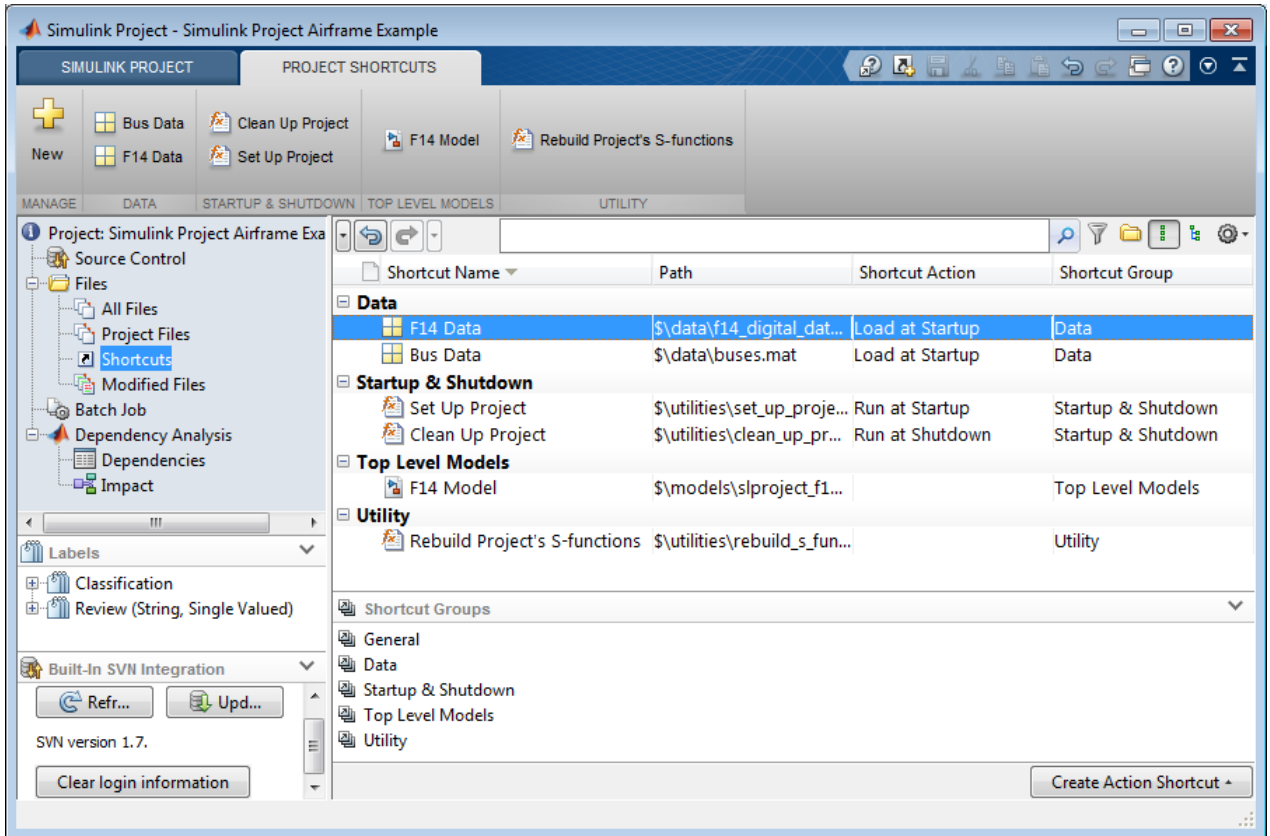 Simulink Project - Simulink Project Airframe Example
SIMULINK PROJECT
PROJECT SHORTCUTS
New
Bus Data
F14 Data
Clean Up Project
Set Up Project
F14 Model
Rebuild Project's S-functions
MANAGE
DATA
STARTUP & SHUTDOWN
TOP LEVEL MODELS
UTILITY
Project: Simulink Project Airframe Exa
Source Control
Files
All Files
Project Files
Shortcuts
Modified Files
Batch Job
Dependency Analysis
Dependencies
Impact
Labels
Classification
Review (String, Single Valued)
Built-In SVN Integration
Refr...
Upd...
SVN version 1.7.
Clear login information
Shortcut Name Path Shortcut Action Shortcut Group
Data
F14 Data $\data\f14_digital_dat... Load at Startup Data
Bus Data $\data\buses.mat Load at Startup Data
Startup & Shutdown
Set Up Project $\utilities\set_up_proje... Run at Startup Startup & Shutdown
Clean Up Project $\utilities\clean_up_pr... Run at Shutdown Startup & Shutdown
Top Level Models
F14 Model $\models\slproject_f1... Top Level Models
Utility
Rebuild Project's S-functions $\utilities\rebuild_s_fun... Utility
Shortcut Groups
General
Data
Startup & Shutdown
Top Level Models
Utility
Create Action Shortcut